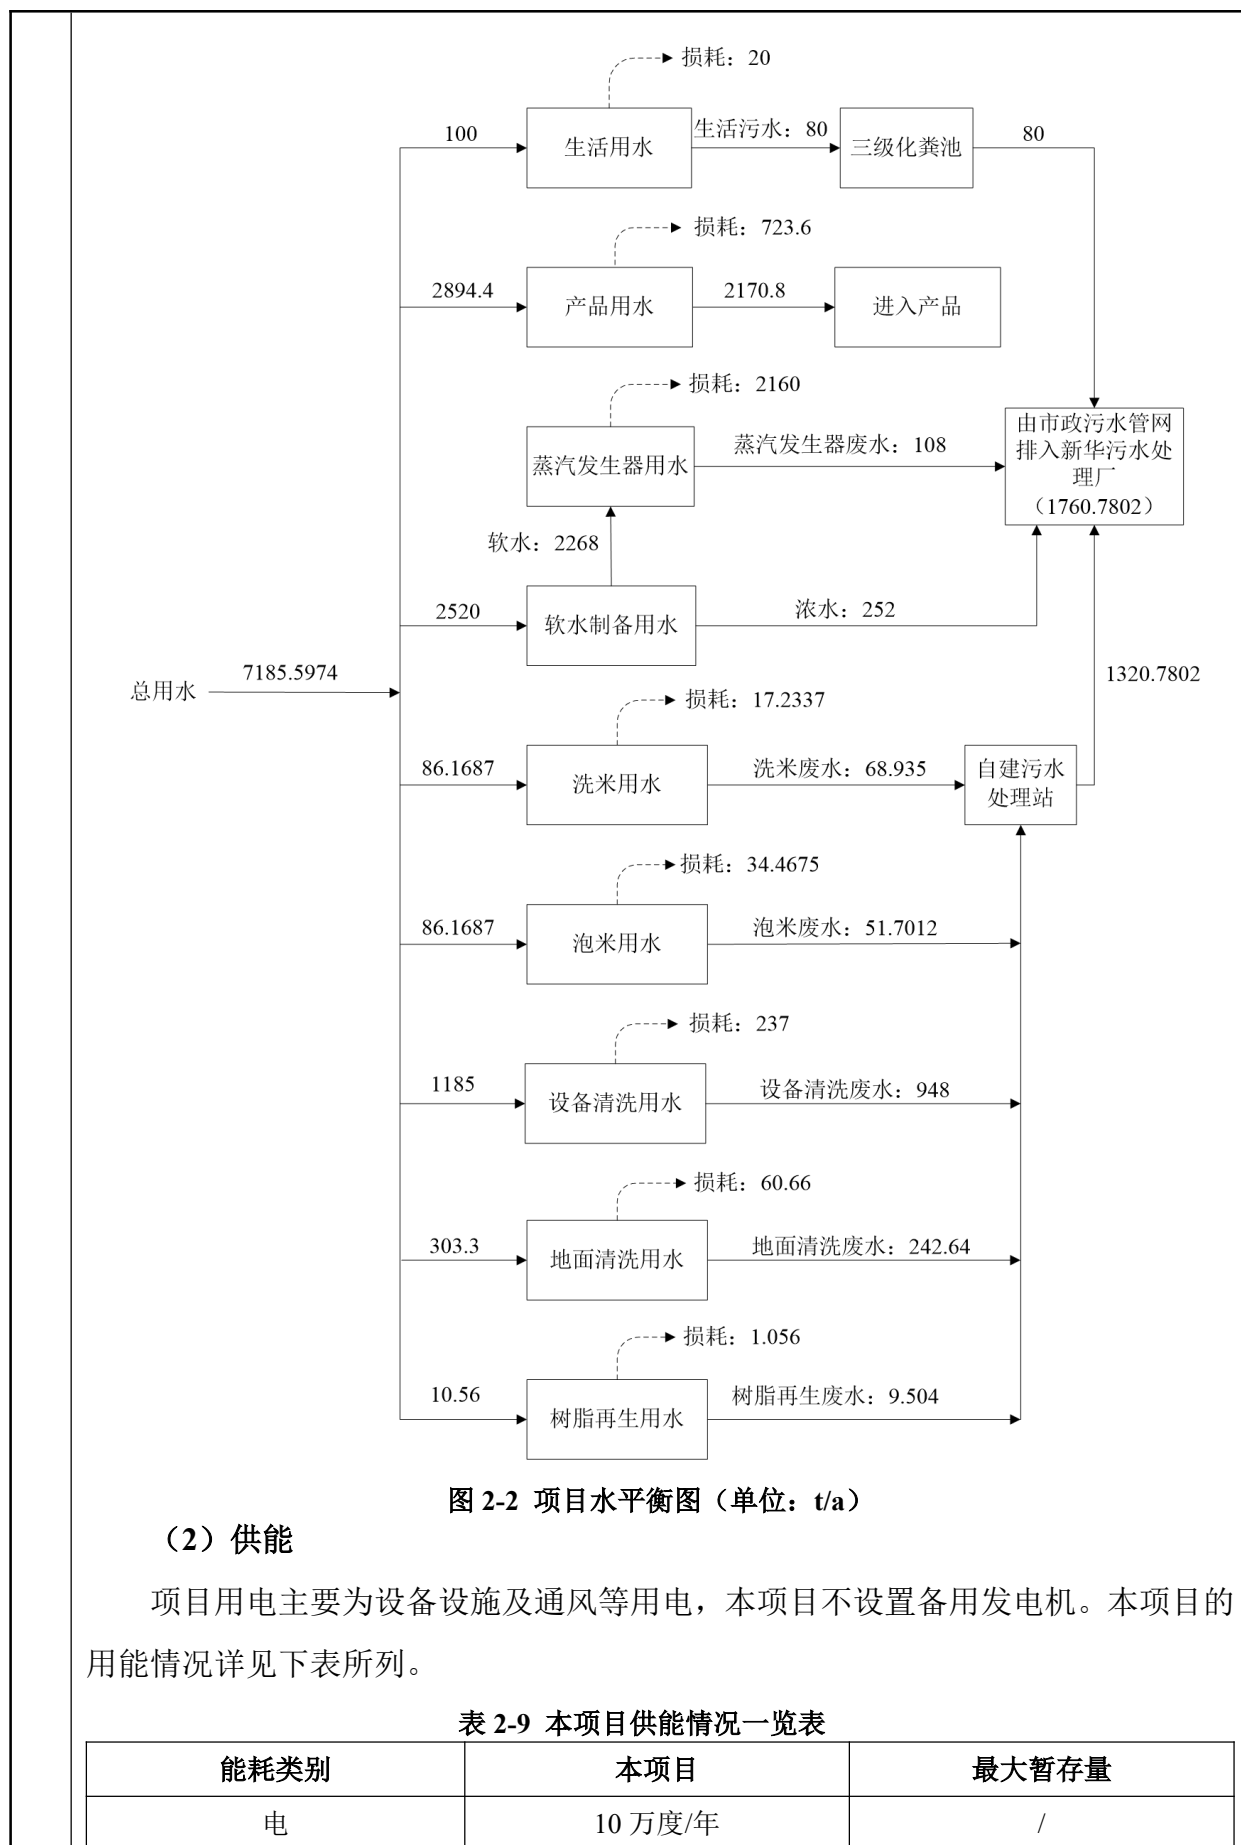 损耗：20
100
生活用水
生活污水：80
三级化粪池
80
损耗：723.6
2894.4
产品用水
2170.8
进入产品
损耗：2160
蒸汽发生器用水
蒸汽发生器废水：108
由市政污水管网
排入新华污水处
理厂
（1760.7802）
软水：2268
2520
软水制备用水
浓水：252
总用水
7185.5974
1320.7802
损耗：17.2337
86.1687
洗米用水
洗米废水：68.935
自建污水
处理站
损耗：34.4675
86.1687
泡米用水
泡米废水：51.7012
损耗：237
1185
设备清洗用水
设备清洗废水：948
损耗：60.66
303.3
地面清洗用水
地面清洗废水：242.64
损耗：1.056
10.56
树脂再生用水
树脂再生废水：9.504
图 2-2 项目水平衡图（单位：t/a）
（2）供能
项目用电主要为设备设施及通风等用电，本项目不设置备用发电机。本项目的
用能情况详见下表所列。
表 2-9 本项目供能情况一览表
能耗类别 本项目 最大暂存量
电 10 万度/年 /